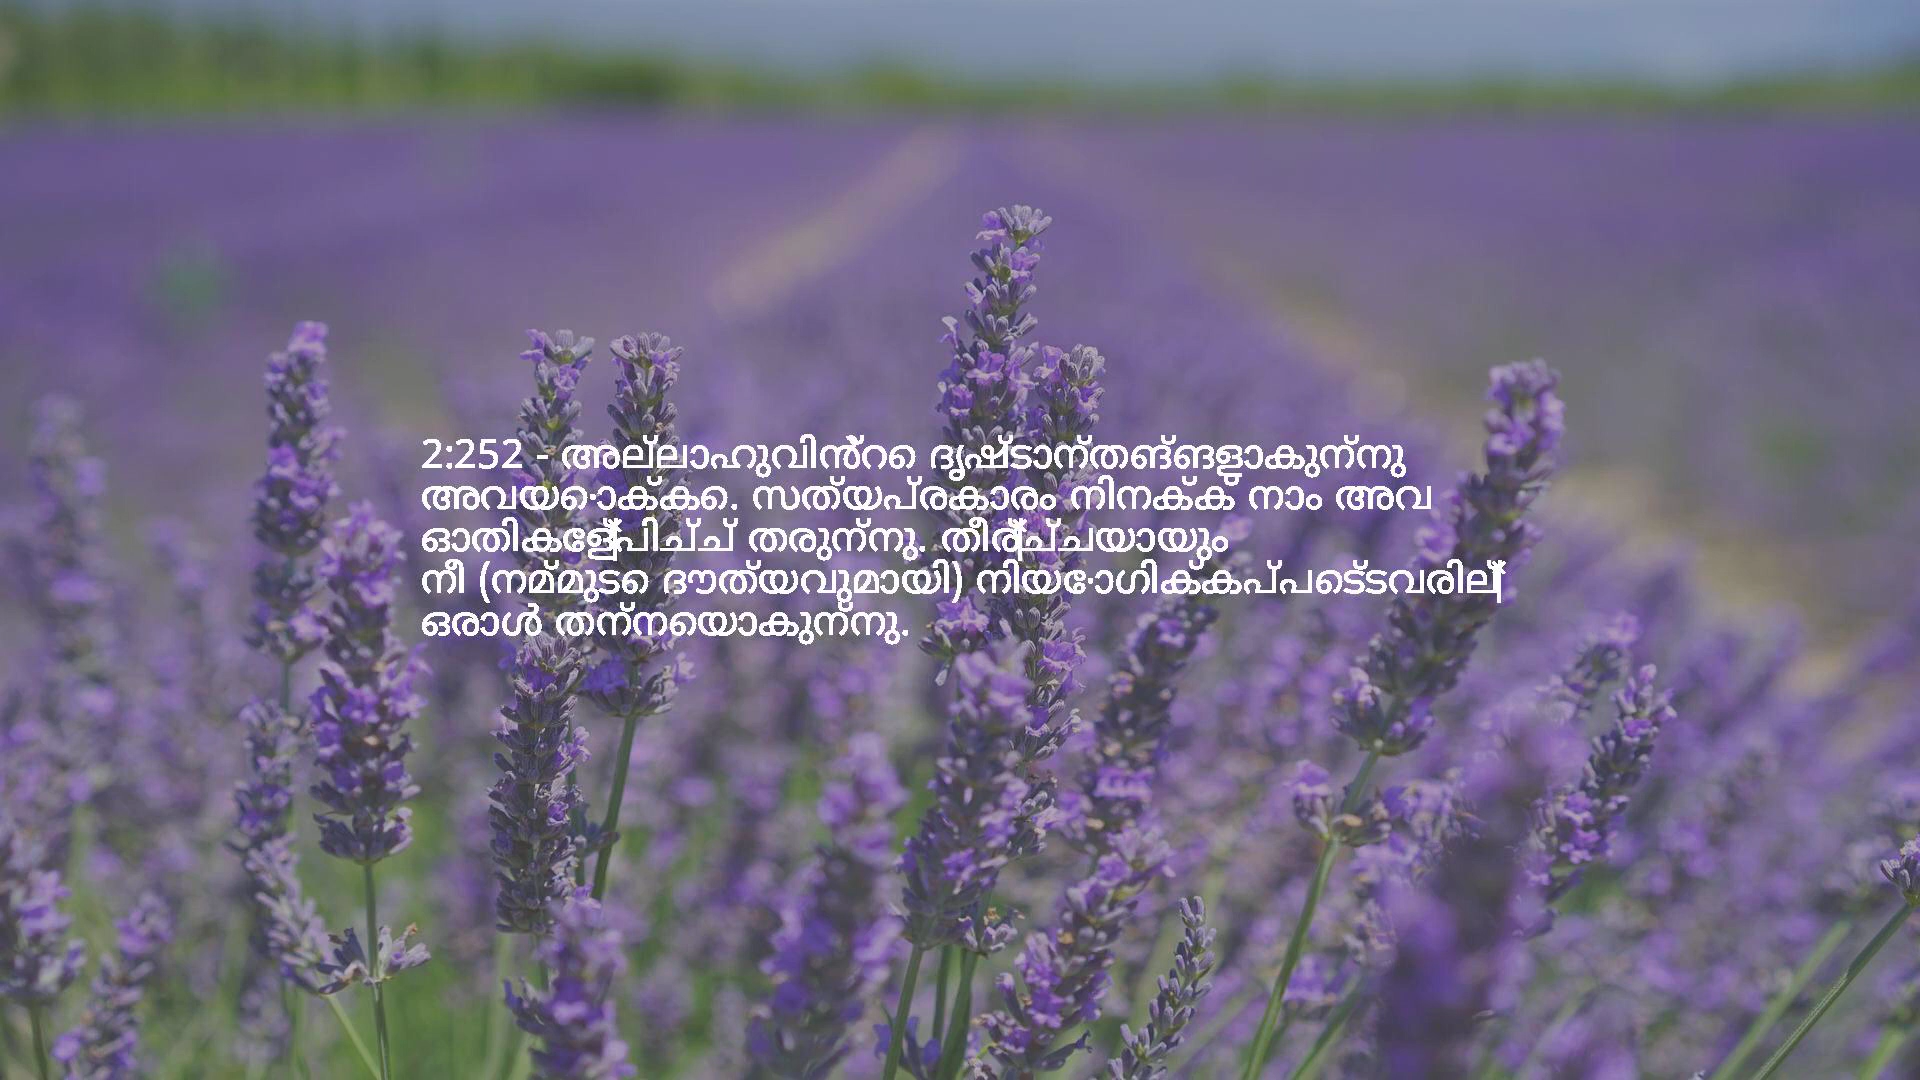 2:252 - അല്ലാഹുവിൻ്റെ ദൃഷ്ടാന്തങ്ങളാകുന്നു
അവയൊക്കെ. സത്യപ്രകാരം നിനക്ക് നാം അവ
ഓതികേള്പ്പിച്ച് തരുന്നു. തീര്ച്ചയായും
നീ (നമ്മുടെ ദൗത്യവുമായി) നിയോഗിക്കപ്പെട്ടവരില്
ഒരാൾ തന്നെയാകുന്നു.